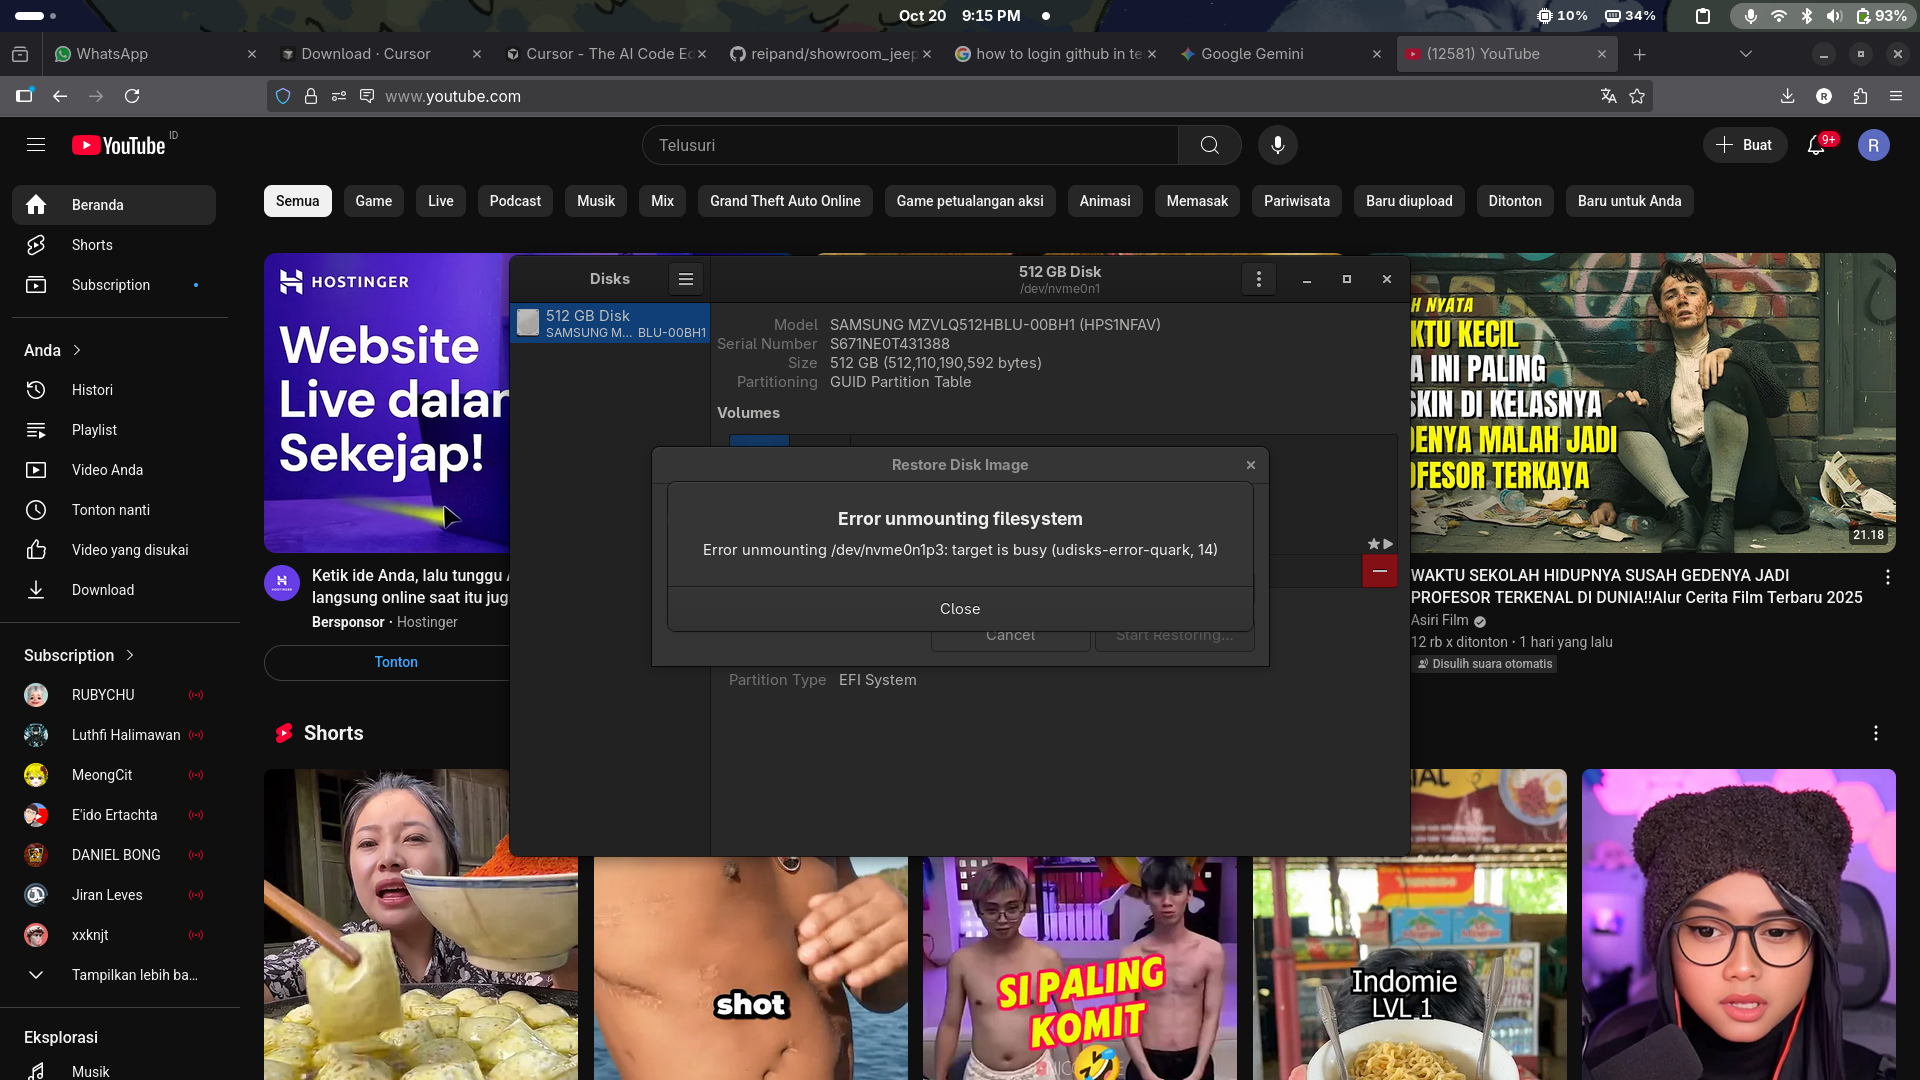 Oct 20 9:15 PM
10% 34% 93%
WhatsApp
Download · Cursor
Cursor - The AI Code Ed
reipand/showroom_jeep
how to login github in te
Google Gemini
(12581) YouTube
www.youtube.com
R
YouTube ID
Telusuri
Buat
9+
R
Beranda
Shorts
Subscription
Anda
Histori
Playlist
Video Anda
Tonton nanti
Video yang disukai
Download
Subscription
RUBYCHU
Luthfi Halimawan
MeongCit
E'ido Ertachta
DANIEL BONG
Jiran Leves
xxknjt
Tampilkan lebih ba...
Eksplorasi
Musik
Semua
Game
Live
Podcast
Musik
Mix
Grand Theft Auto Online
Game petualangan aksi
Animasi
Memasak
Pariwisata
Baru diupload
Ditonton
Baru untuk Anda
HOSTINGER
Website
Live dalar
Sekejap!
Ketik ide Anda, lalu tunggu
langsung online saat itu jug
Bersponsor · Hostinger
Tonton
Disks
512 GB Disk
/dev/nvme0n1
512 GB Disk
SAMSUNG M... BLU-00BH1
Model SAMSUNG MZVLQ512HBLU-00BH1 (HPS1NFAV)
Serial Number S671NE0T431388
Size 512 GB (512,110,190,592 bytes)
Partitioning GUID Partition Table
Volumes
Restore Disk Image
Error unmounting filesystem
Error unmounting /dev/nvme0n1p3: target is busy (udisks-error-quark, 14)
Close
Cancel
Start Restoring...
Partition Type EFI System
H NYATA
KTU KECIL
A INI PALING
SKIN DI KELASNYA
DENYA MALAH JADI
OFESOR TERKAYA
21.18
WAKTU SEKOLAH HIDUPNYA SUSAH GEDENYA JADI
PROFESOR TERKENAL DI DUNIA!!Alur Cerita Film Terbaru 2025
Asiri Film
12 rb x ditonton · 1 hari yang lalu
Disulih suara otomatis
Shorts
shot
SI PALING
KOMIT
Indomie
LVL 1